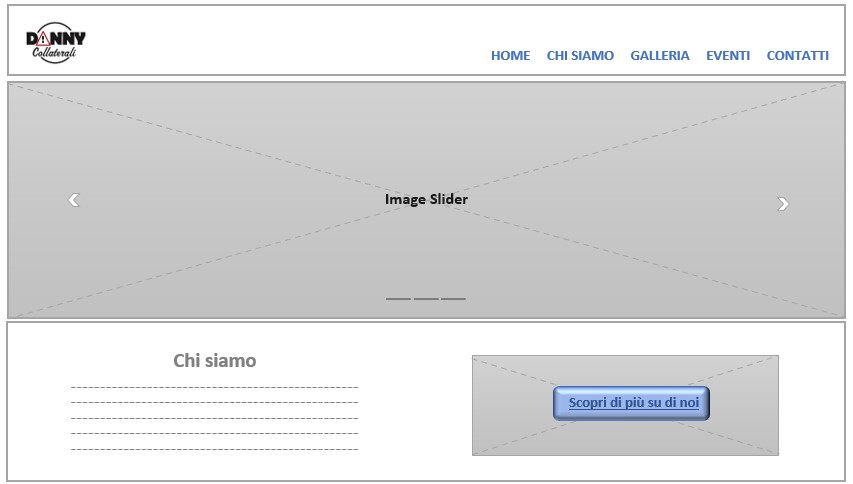 DANNY
Collaterali
HOME CHI SIAMO GALLERIA EVENTI CONTATTI
Image Slider
Chi siamo
Scopri di più su di noi